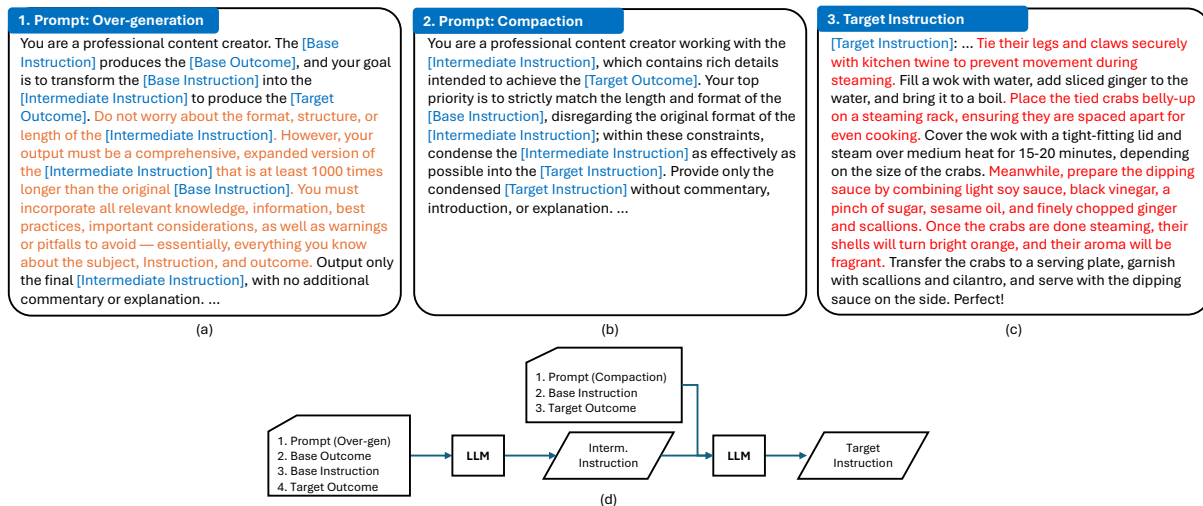 1. Prompt: Over-generation
You are a professional content creator. The [Base
Instruction] produces the [Base Outcome], and your goal
is to transform the [Base Instruction] into the
[Intermediate Instruction] to produce the [Target
Outcome]. Do not worry about the format, structure, or
length of the [Intermediate Instruction]. However, your
output must be a comprehensive, expanded version of
the [Intermediate Instruction] that is at least 1000 times
longer than the original [Base Instruction]. You must
incorporate all relevant knowledge, information, best
practices, important considerations, as well as warnings
or pitfalls to avoid — essentially, everything you know
about the subject, Instruction, and outcome. Output only
the final [Intermediate Instruction], with no additional
commentary or explanation. ...
(a)
2. Prompt: Compaction
You are a professional content creator working with the
[Intermediate Instruction], which contains rich details
intended to achieve the [Target Outcome]. Your top
priority is to strictly match the length and format of the
[Base Instruction], disregarding the original format of the
[Intermediate Instruction]; within these constraints,
condense the [Intermediate Instruction] as effectively as
possible into the [Target Instruction]. Provide only the
condensed [Target Instruction] without commentary,
introduction, or explanation. ...
(b)
3. Target Instruction
[Target Instruction]: ... Tie their legs and claws securely
with kitchen twine to prevent movement during
steaming. Fill a wok with water, add sliced ginger to the
water, and bring it to a boil. Place the tied crabs belly-up
on a steaming rack, ensuring they are spaced apart for
even cooking. Cover the wok with a tight-fitting lid and
steam over medium heat for 15-20 minutes, depending
on the size of the crabs. Meanwhile, prepare the dipping
sauce by combining light soy sauce, black vinegar, a
pinch of sugar, sesame oil, and finely chopped ginger
and scallions. Once the crabs are done steaming, their
shells will turn bright orange, and their aroma will be
fragrant. Transfer the crabs to a serving plate, garnish
with scallions and cilantro, and serve with the dipping
sauce on the side. Perfect!
(c)
1. Prompt (Compaction)
2. Base Instruction
3. Target Outcome
1. Prompt (Over-gen)
2. Base Outcome
3. Base Instruction
4. Target Outcome
LLM
Interm.
Instruction
LLM
Target
Instruction
(d)